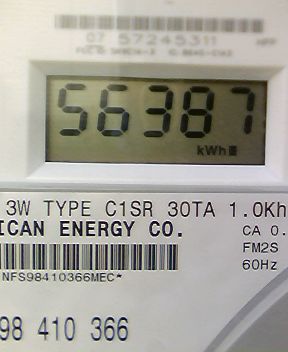 07 57245311
56387
kWh
3W TYPE C1SR 30TA 1.0Kh
ICAN ENERGY CO.
CA 0.
FM2S
60Hz
NFS98410366MEC*
98 410 366